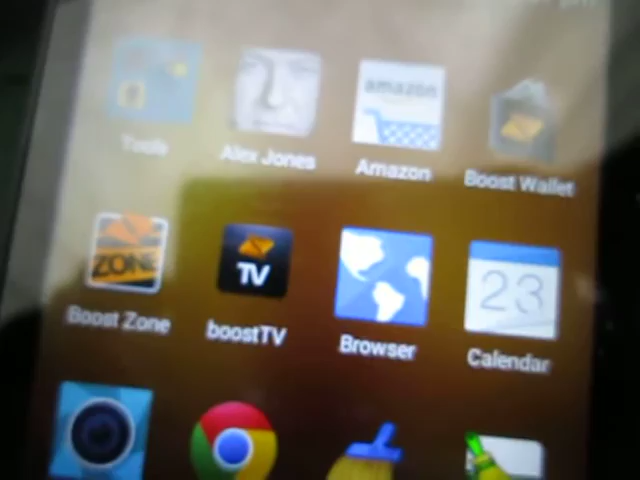 Tools
Alex Jones
amazon
Amazon
Boost Wallet
ZONE
Boost Zone
TV
boostTV
Browser
23
Calendar